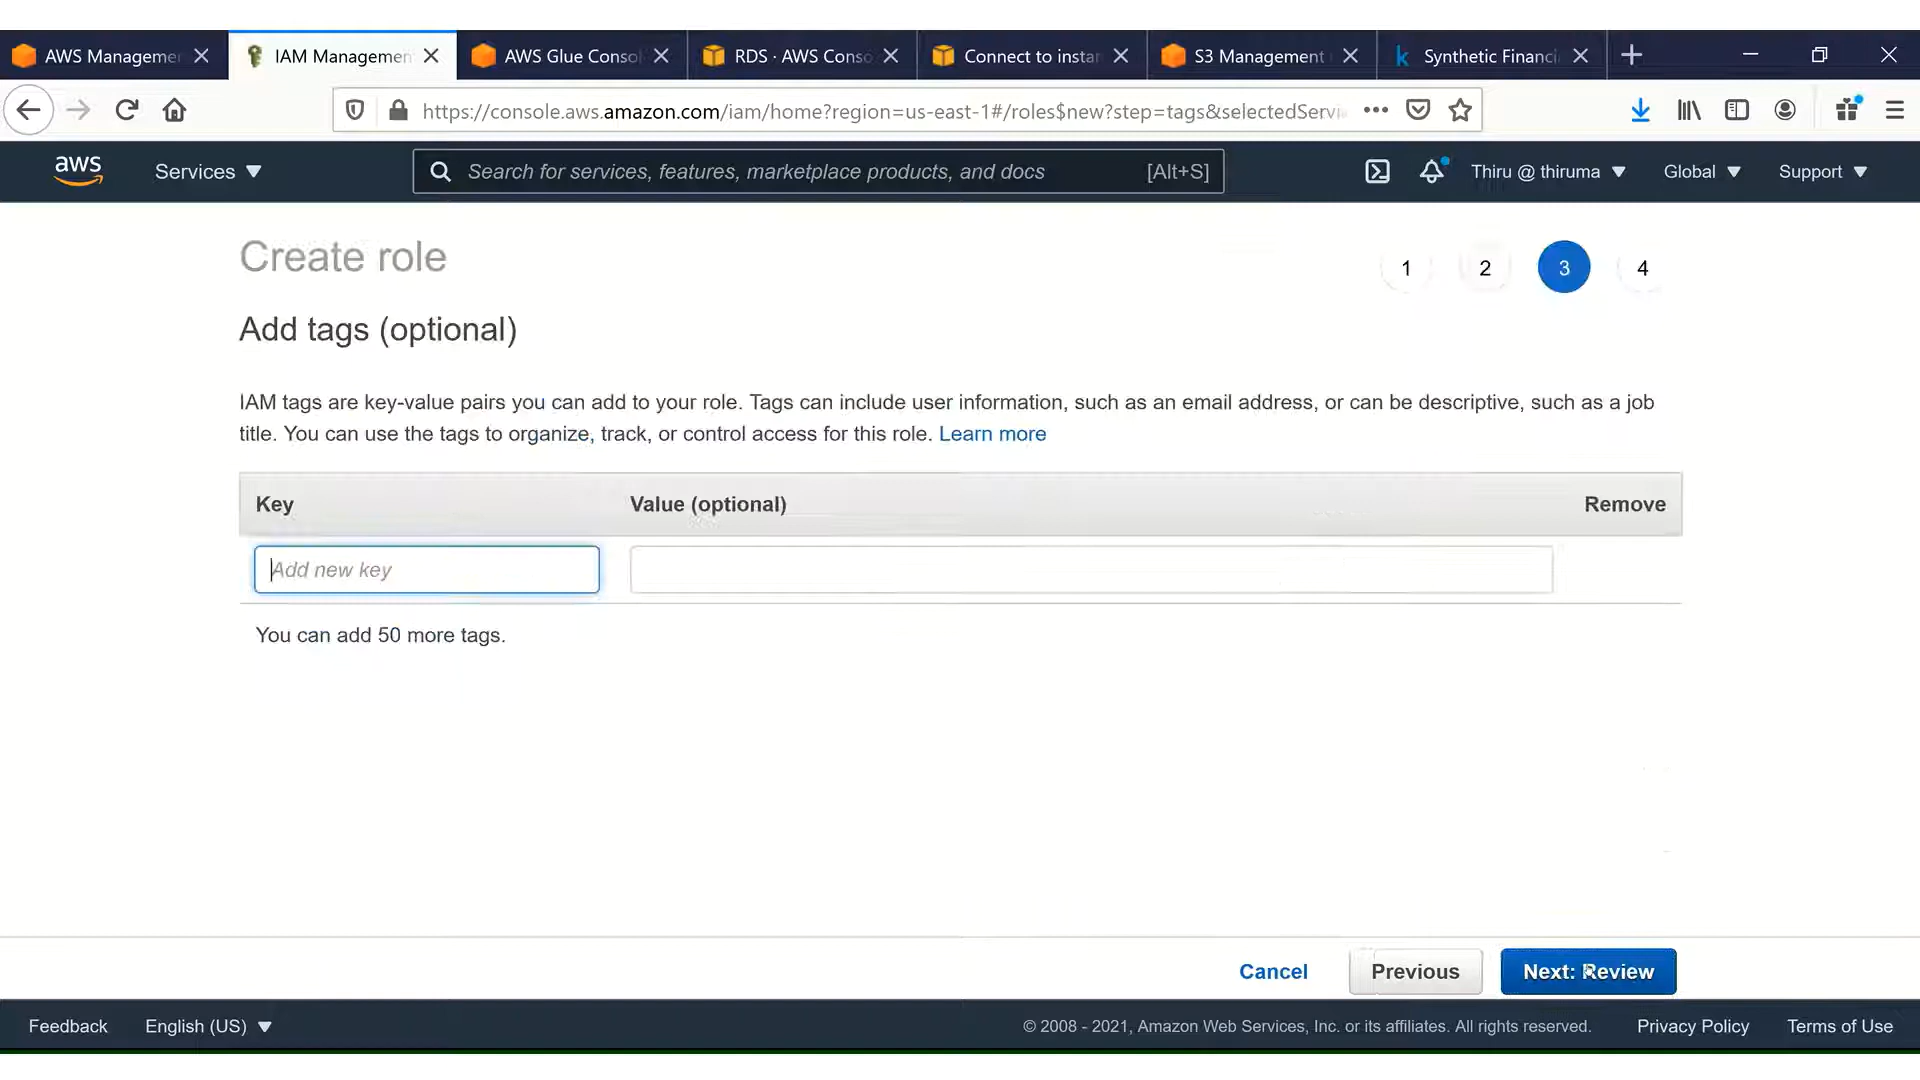 AWS Managemen
IAM Managemen
AWS Glue Consol
RDS · AWS Conso
Connect to instan
S3 Management
k
Synthetic Financi
https://console.aws.amazon.com/iam/home?region=us-east-1#/roles$new?step=tags&selectedServi
aws
Services
Search for services, features, marketplace products, and docs
[Alt+S]
Thiru @ thiruma
Global
Support
Create role
1
2
3
4
Add tags (optional)
IAM tags are key-value pairs you can add to your role. Tags can include user information, such as an email address, or can be descriptive, such as a job
title. You can use the tags to organize, track, or control access for this role. Learn more
Key
Value (optional)
Remove
Add new key
You can add 50 more tags.
Cancel
Previous
Next: Review
Feedback
English (US)
© 2008 - 2021, Amazon Web Services, Inc. or its affiliates. All rights reserved.
Privacy Policy
Terms of Use